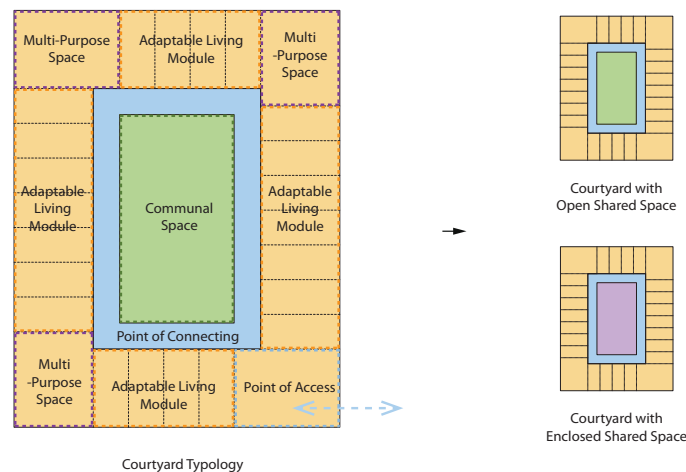 Multi-Purpose
Space
Adaptable Living
Module
Multi
-Purpose
Space
Adaptable
Living
Module
Communal
Space
Adaptable
Living
Module
Point of Connecting
Multi
-Purpose
Space
Adaptable Living
Module
Point of Access
Courtyard Typology
Courtyard with
Open Shared Space
Courtyard with
Enclosed Shared Space